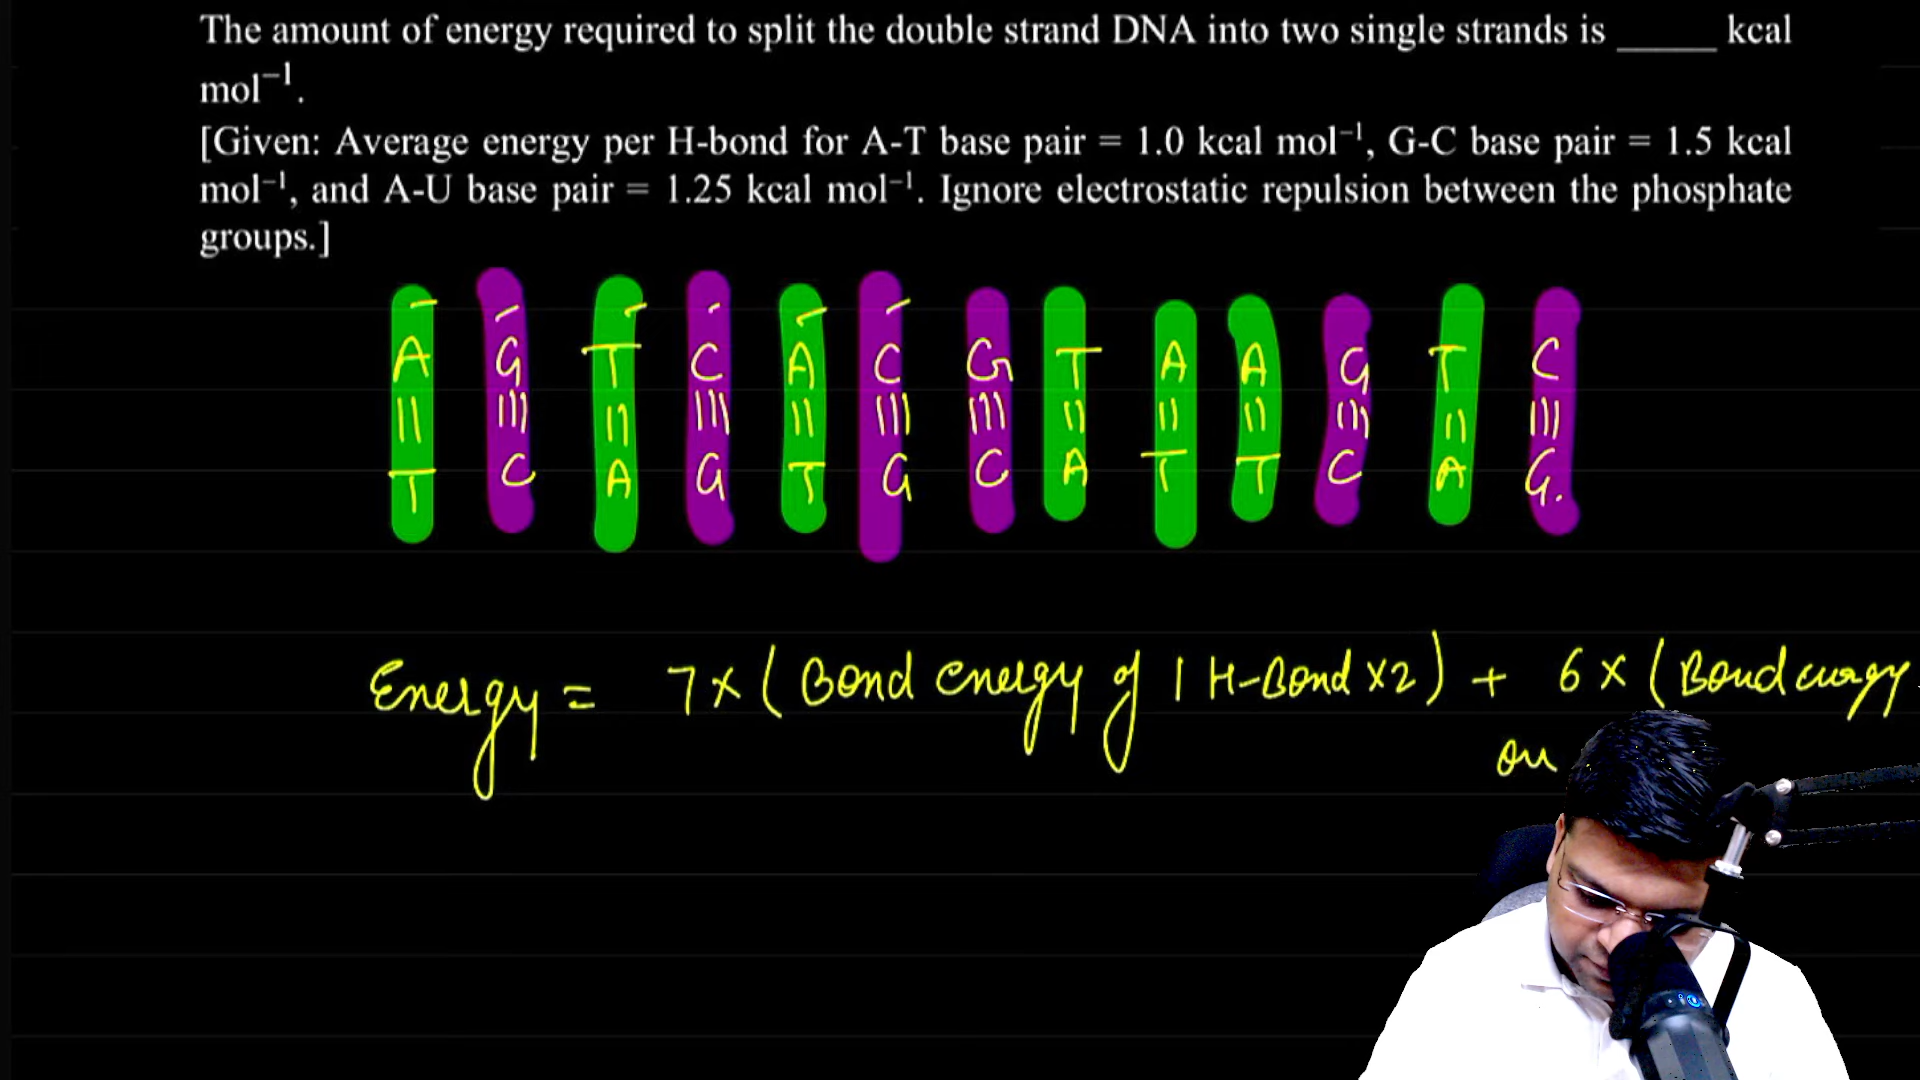 The amount of energy required to split the double strand DNA into two single strands is _____ kcal
mol⁻¹.
[Given: Average energy per H-bond for A-T base pair = 1.0 kcal mol⁻¹, G-C base pair = 1.5 kcal
mol⁻¹, and A-U base pair = 1.25 kcal mol⁻¹. Ignore electrostatic repulsion between the phosphate
groups.]
A G T C A C G T A A G T C
|| ||| || ||| || ||| ||| || || || ||| || |||
T C A G T G C A T T C A G.
Energy = 7 × ( Bond energy of 1 H-Bond ×2 ) + 6 × ( Bond energy